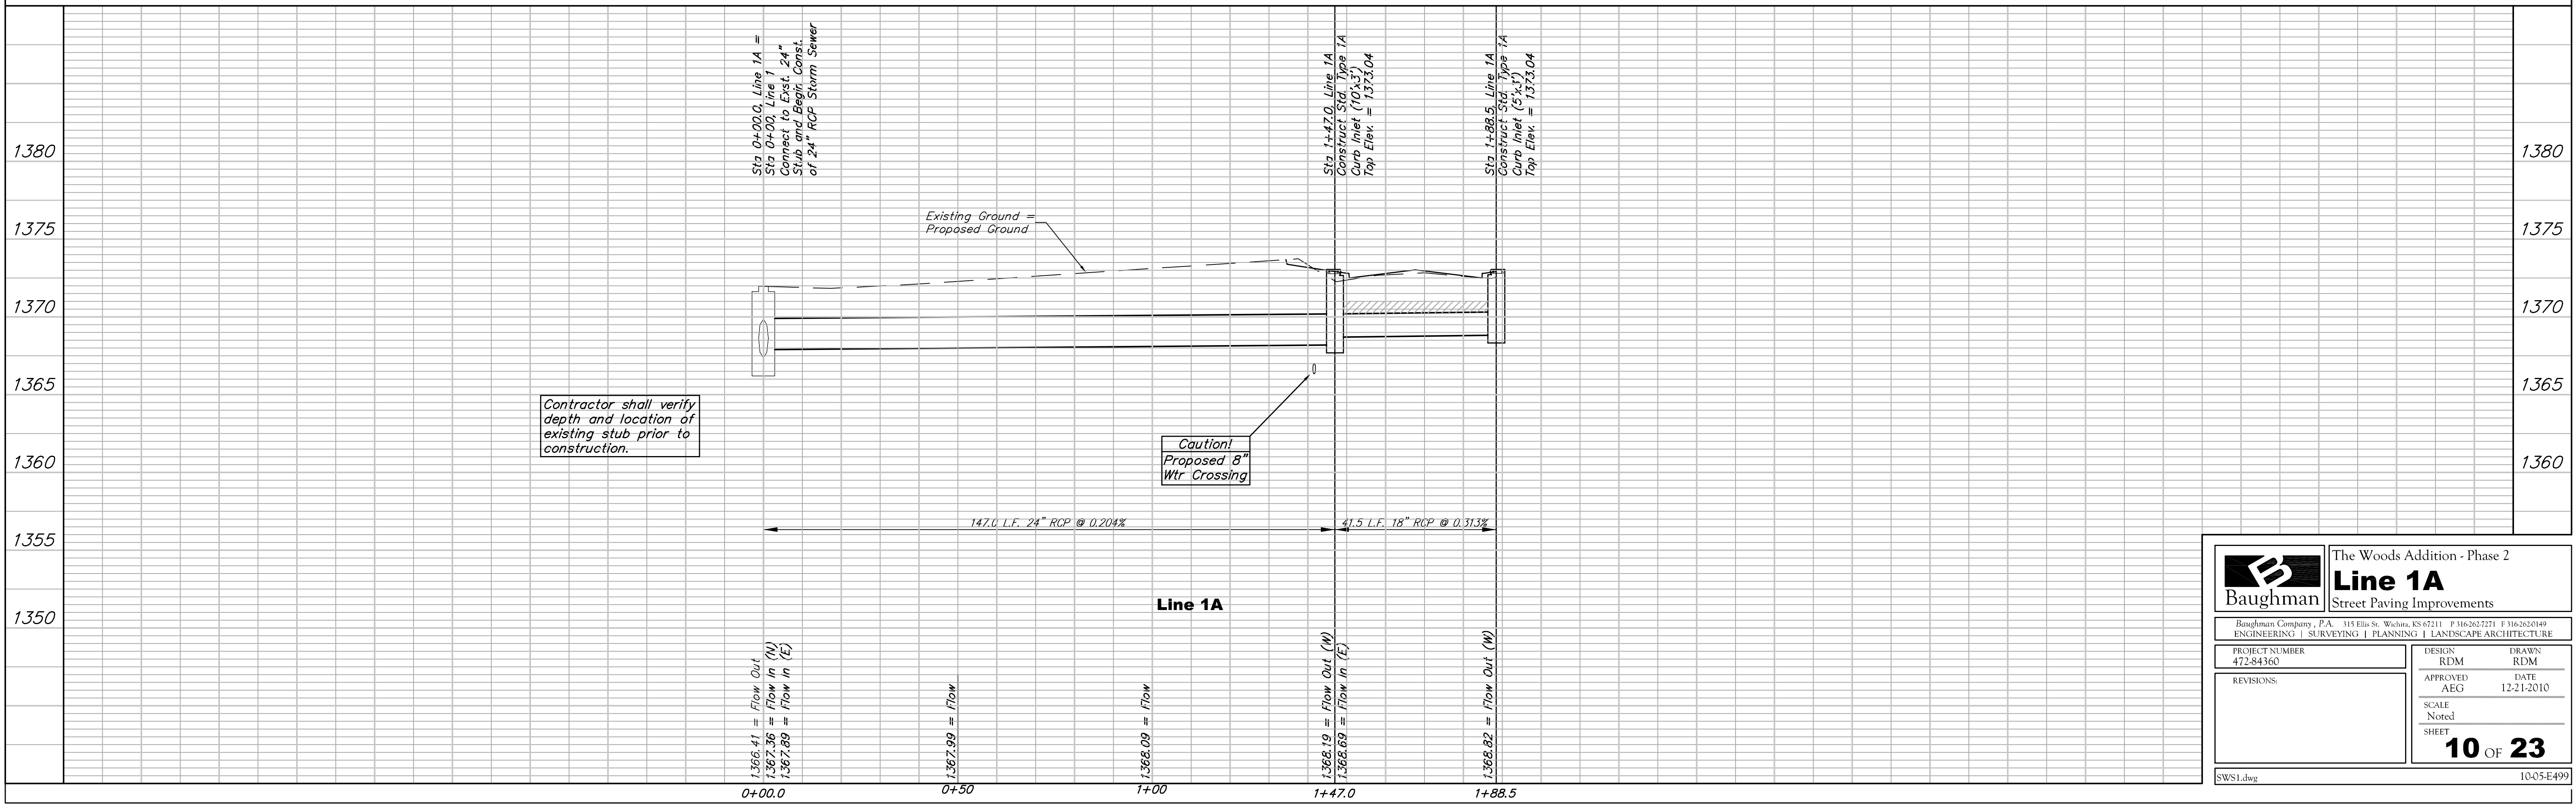 Sta 0+00.0, Line 1A =
Sta 0+00, Line 1
Connect to Exst. 24"
Stub and Begin Const.
of 24" RCP Storm Sewer
Sta 1+47.0, Line 1A
Construct Std. Type 1A
Curb Inlet (10'x3')
Top Elev. = 1373.04
Sta 1+88.5, Line 1A
Construct Std. Type 1A
Curb Inlet (5'x3')
Top Elev. = 1373.04
1380
1380
Existing Ground =
Proposed Ground
1375
1375
1370
1370
1365
1365
Contractor shall verify
depth and location of
existing stub prior to
construction.
Caution!
Proposed 8"
Wtr Crossing
1360
1360
147.0 L.F. 24" RCP @ 0.204%
41.5 L.F. 18" RCP @ 0.313%
1355
1350
Line 1A
1366.41 = Flow Out
1367.36 = Flow in (N)
1367.89 = Flow in (E)
1367.99 = Flow
1368.09 = Flow
1368.19 = Flow Out (W)
1368.69 = Flow in (E)
1368.82 = Flow Out (W)
0+00.0
0+50
1+00
1+47.0
1+88.5
B
Baughman
The Woods Addition - Phase 2
Line 1A
Street Paving Improvements
Baughman Company, P.A. 315 Ellis St. Wichita, KS 67211 P 316-262-7271 F 316-262-0149
ENGINEERING | SURVEYING | PLANNING | LANDSCAPE ARCHITECTURE
PROJECT NUMBER
472-84360
REVISIONS:
DESIGN
RDM
DRAWN
RDM
APPROVED
AEG
DATE
12-21-2010
SCALE
Noted
SHEET
10 OF 23
SWS1.dwg
10-05-E499